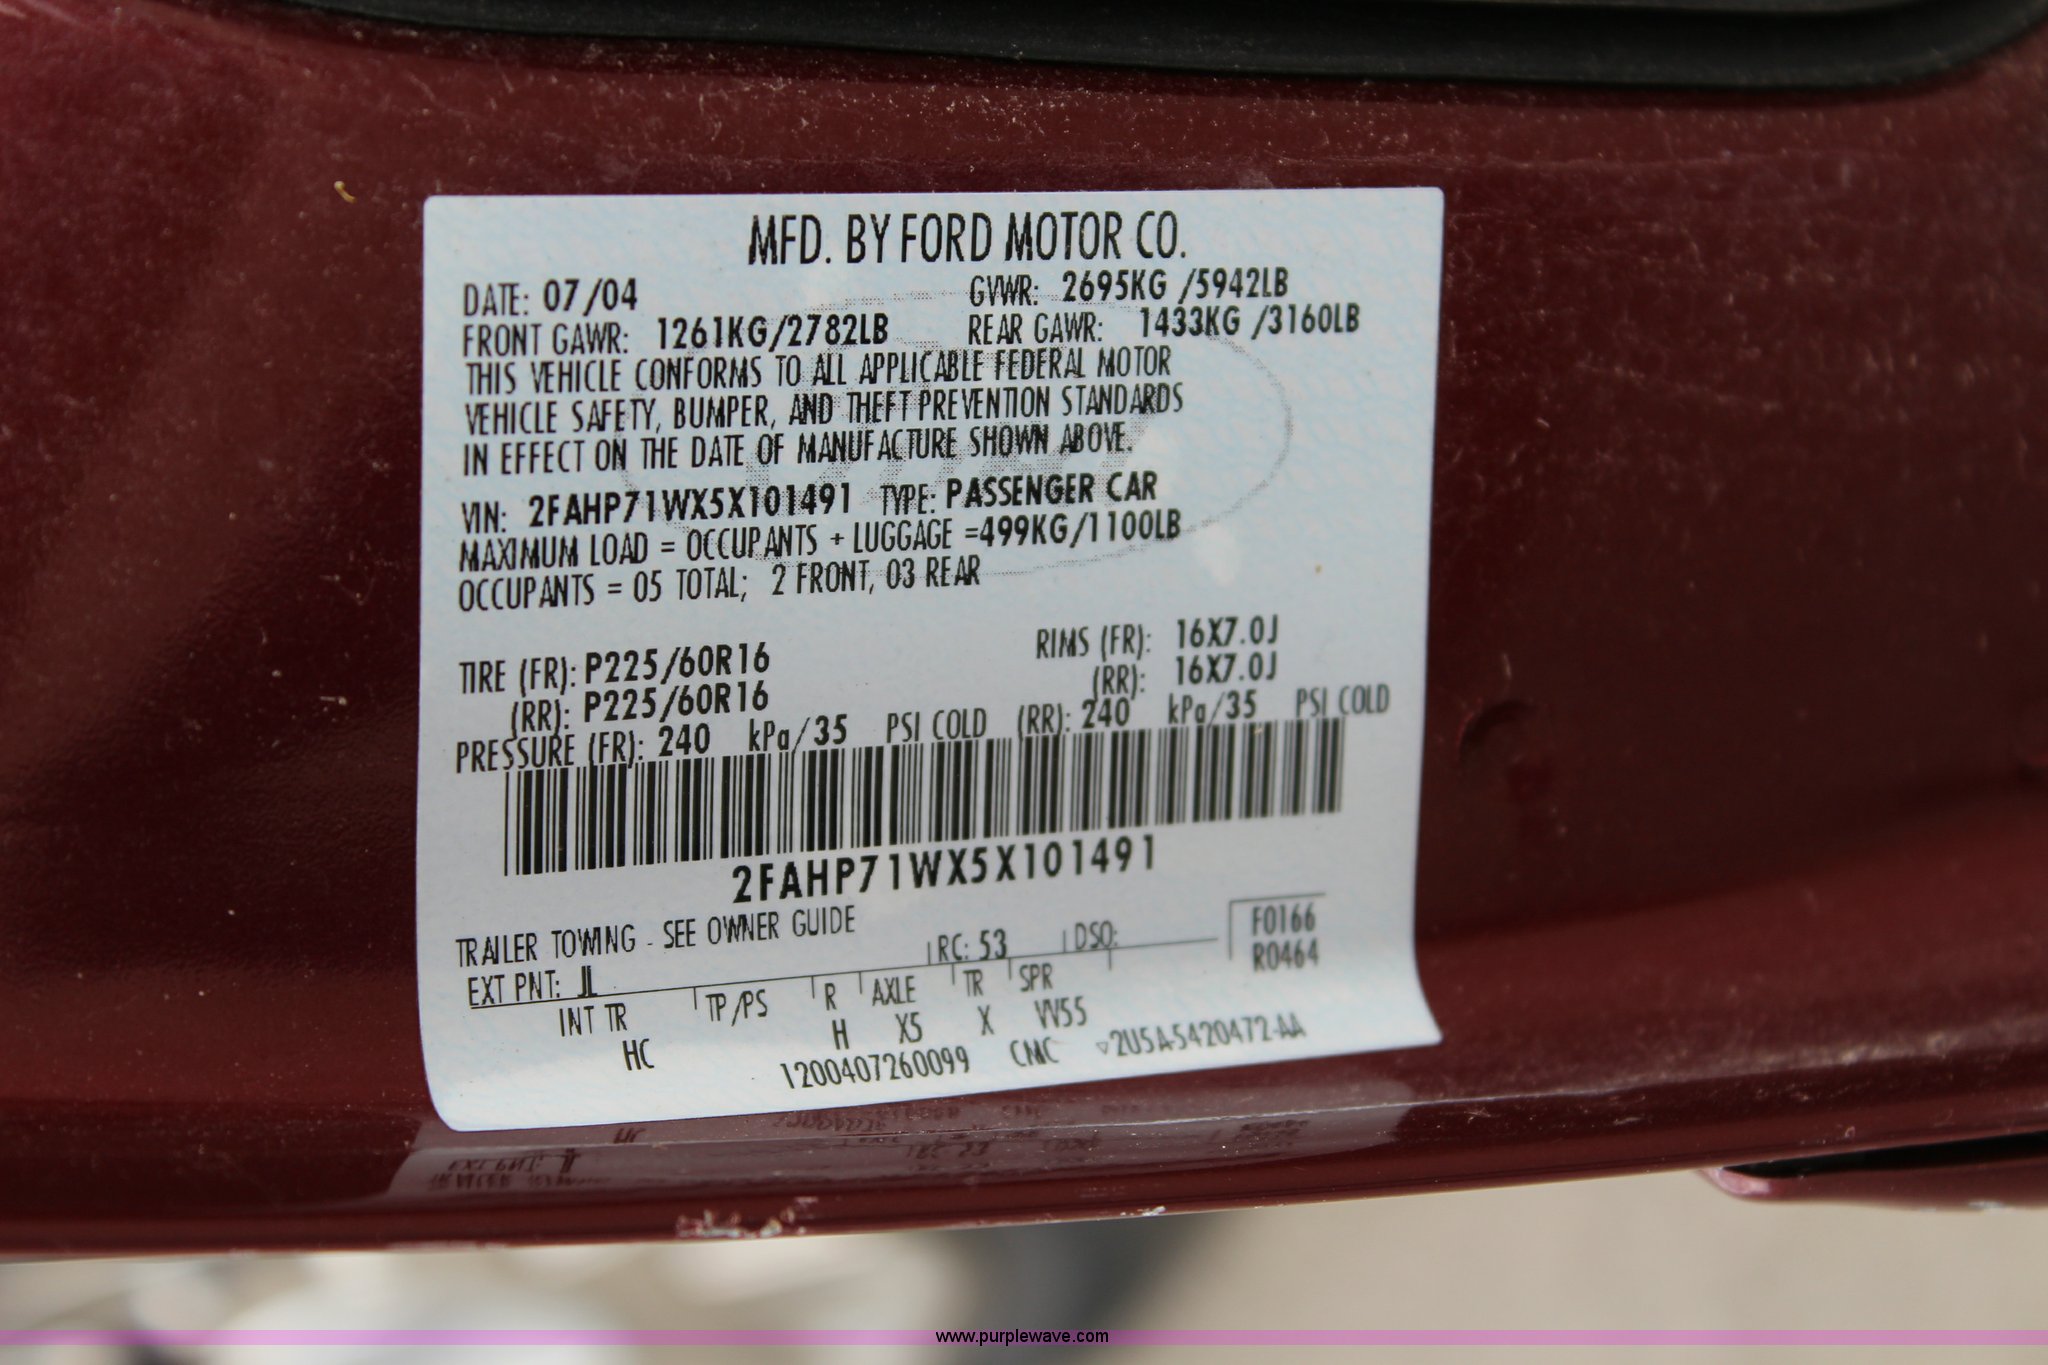 MFD. BY FORD MOTOR CO.
DATE: 07/04 GVWR: 2695KG /5942LB
FRONT GAWR: 1261KG/2782LB REAR GAWR: 1433KG /3160LB
THIS VEHICLE CONFORMS TO ALL APPLICABLE FEDERAL MOTOR
VEHICLE SAFETY, BUMPER, AND THEFT PREVENTION STANDARDS
IN EFFECT ON THE DATE OF MANUFACTURE SHOWN ABOVE.
VIN: 2FAHP71WX5X101491 TYPE: PASSENGER CAR
MAXIMUM LOAD = OCCUPANTS + LUGGAGE =499KG/1100LB
OCCUPANTS = 05 TOTAL; 2 FRONT, 03 REAR
TIRE (FR): P225/60R16 RIMS (FR): 16X7.0J
(RR): P225/60R16 (RR): 16X7.0J
PRESSURE (FR): 240 kPa/35 PSI COLD (RR): 240 kPa/35 PSI COLD
2FAHP71WX5X101491
TRAILER TOWING - SEE OWNER GUIDE
EXT PNT: JL RC: 53 DSO: F0166
R0464
INT TR TP/PS R AXLE TR SPR
HC H X5 X VV55
1200407260099 CMC ▿2U5A-5420472-AA
www.purplewave.com